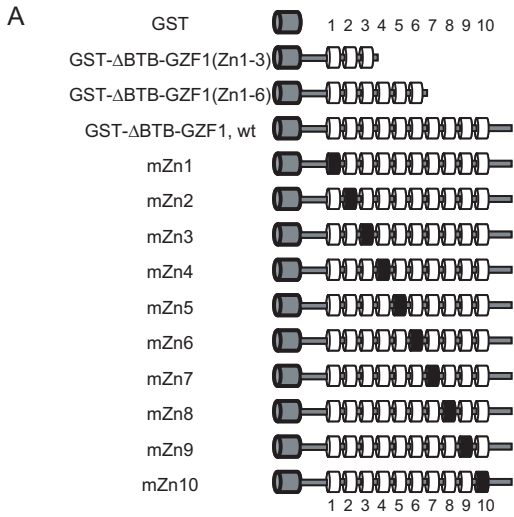 A
GST 1 2 3 4 5 6 7 8 9 10
GST-ΔBTB-GZF1(Zn1-3)
GST-ΔBTB-GZF1(Zn1-6)
GST-ΔBTB-GZF1, wt
mZn1
mZn2
mZn3
mZn4
mZn5
mZn6
mZn7
mZn8
mZn9
mZn10
1 2 3 4 5 6 7 8 9 10